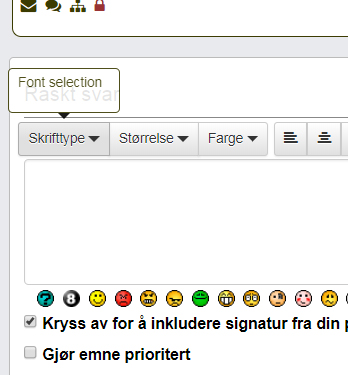 Font selection
Raskt svar
Skrifttype Størrelse Farge
Kryss av for å inkludere signatur fra din
Gjør emne prioritert